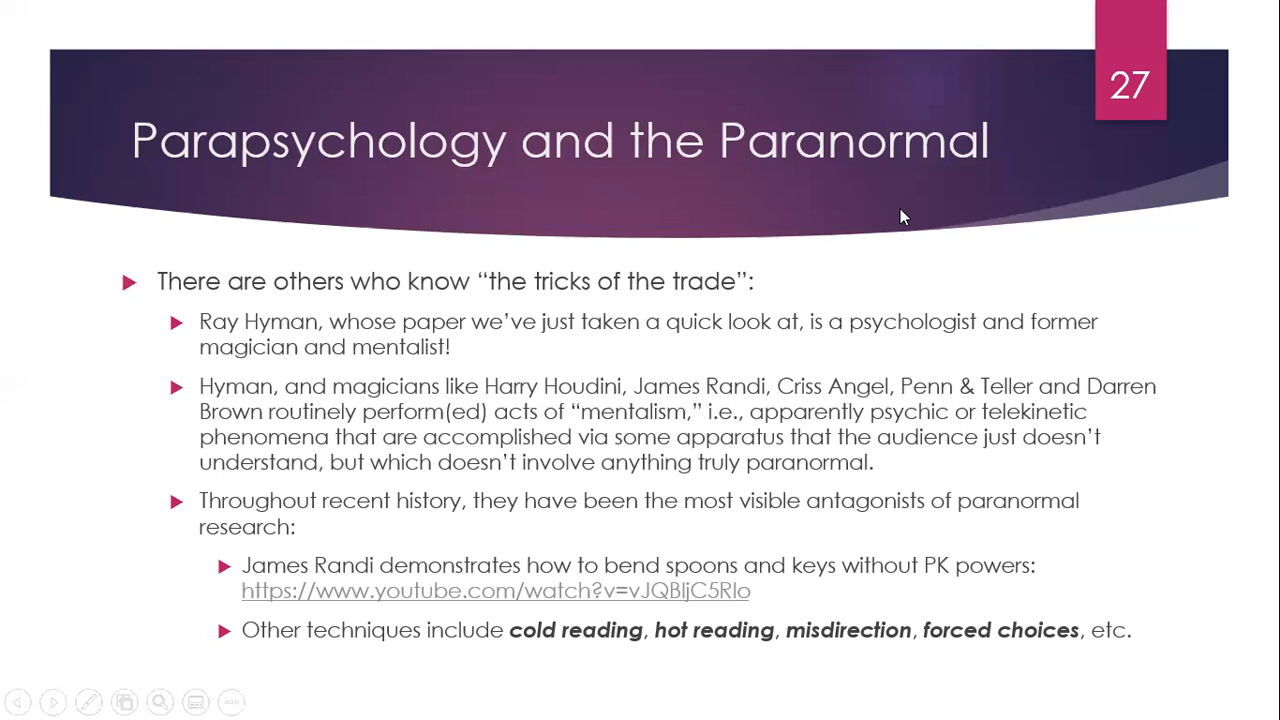 27
Parapsychology and the Paranormal
There are others who know “the tricks of the trade”:
Ray Hyman, whose paper we’ve just taken a quick look at, is a psychologist and former
magician and mentalist!
Hyman, and magicians like Harry Houdini, James Randi, Criss Angel, Penn & Teller and Darren
Brown routinely perform(ed) acts of “mentalism,” i.e., apparently psychic or telekinetic
phenomena that are accomplished via some apparatus that the audience just doesn’t
understand, but which doesn’t involve anything truly paranormal.
Throughout recent history, they have been the most visible antagonists of paranormal
research:
James Randi demonstrates how to bend spoons and keys without PK powers:
https://www.youtube.com/watch?v=vJQBljC5RIo
Other techniques include cold reading, hot reading, misdirection, forced choices, etc.